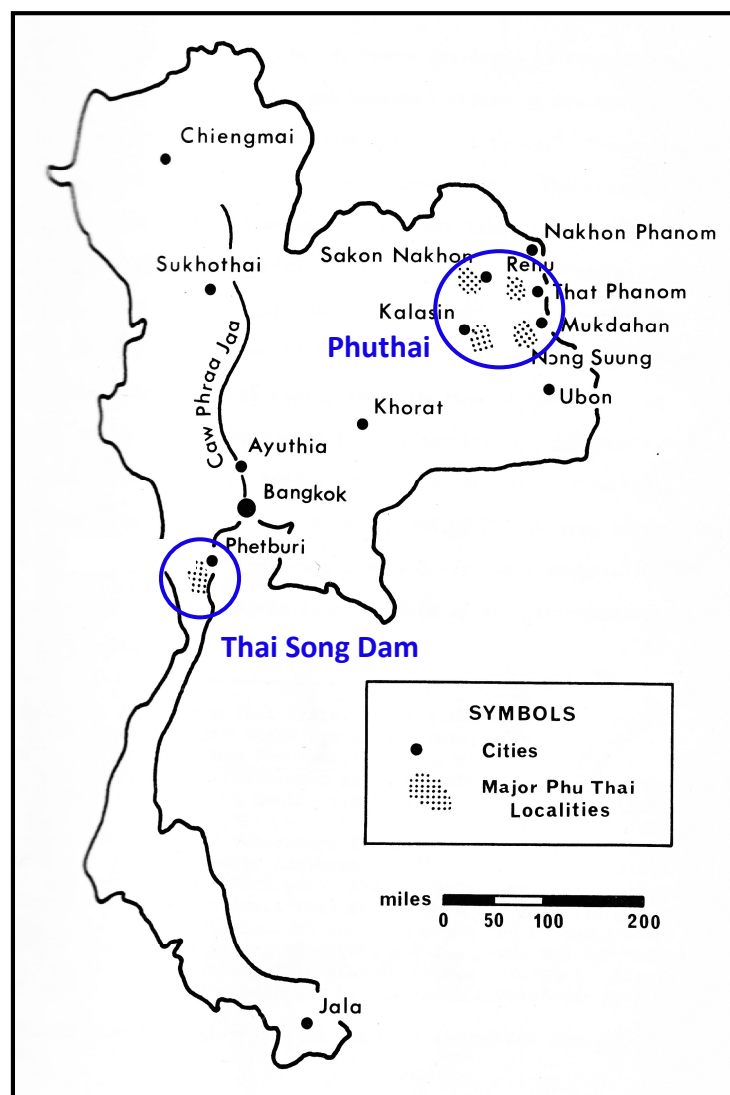 Chiengmai
Nakhon Phanom
Sakon Nakhon
Renu
Sukhothai
That Phanom
Kalasin
Mukdahan
Phuthai
Nɔng Suung
Ubon
Caw Phraa Jaa
Khorat
Ayuthia
Bangkok
Phetburi
Thai Song Dam
SYMBOLS
Cities
Major Phu Thai
Localities
miles
0 50 100 200
Jala